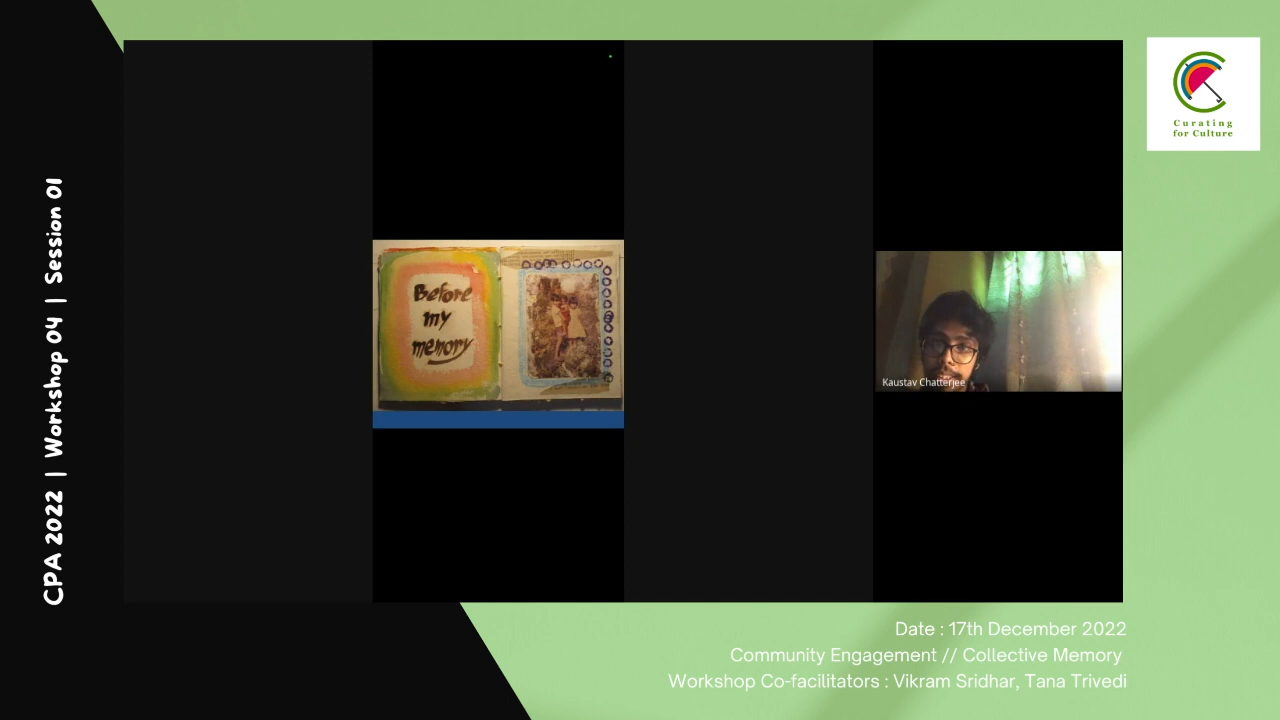 CPA 2022 | Workshop 04 | Session 01
Curating
for Culture
Before
my
memory
Kaustav Chatterjee
Date : 17th December 2022
Community Engagement // Collective Memory
Workshop Co-facilitators : Vikram Sridhar, Tana Trivedi